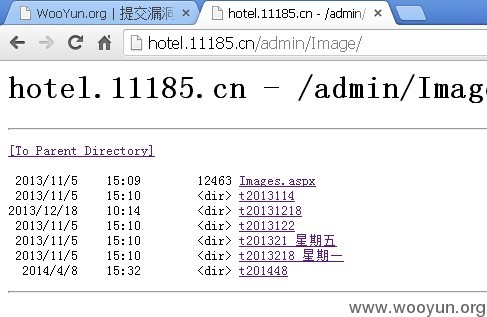 WooYun.org | 提交漏洞
hotel.11185.cn - /admin/
hotel.11185.cn/admin/Image/
hotel.11185.cn - /admin/Imag
[To Parent Directory]
2013/11/5 15:09 12463 Images.aspx
2013/11/5 15:10 <dir> t2013114
2013/12/18 10:14 <dir> t20131218
2013/11/5 15:10 <dir> t2013122
2013/11/5 15:10 <dir> t201321 星期五
2013/11/5 15:10 <dir> t2013218 星期一
2014/4/8 15:32 <dir> t201448
www.wooyun.org